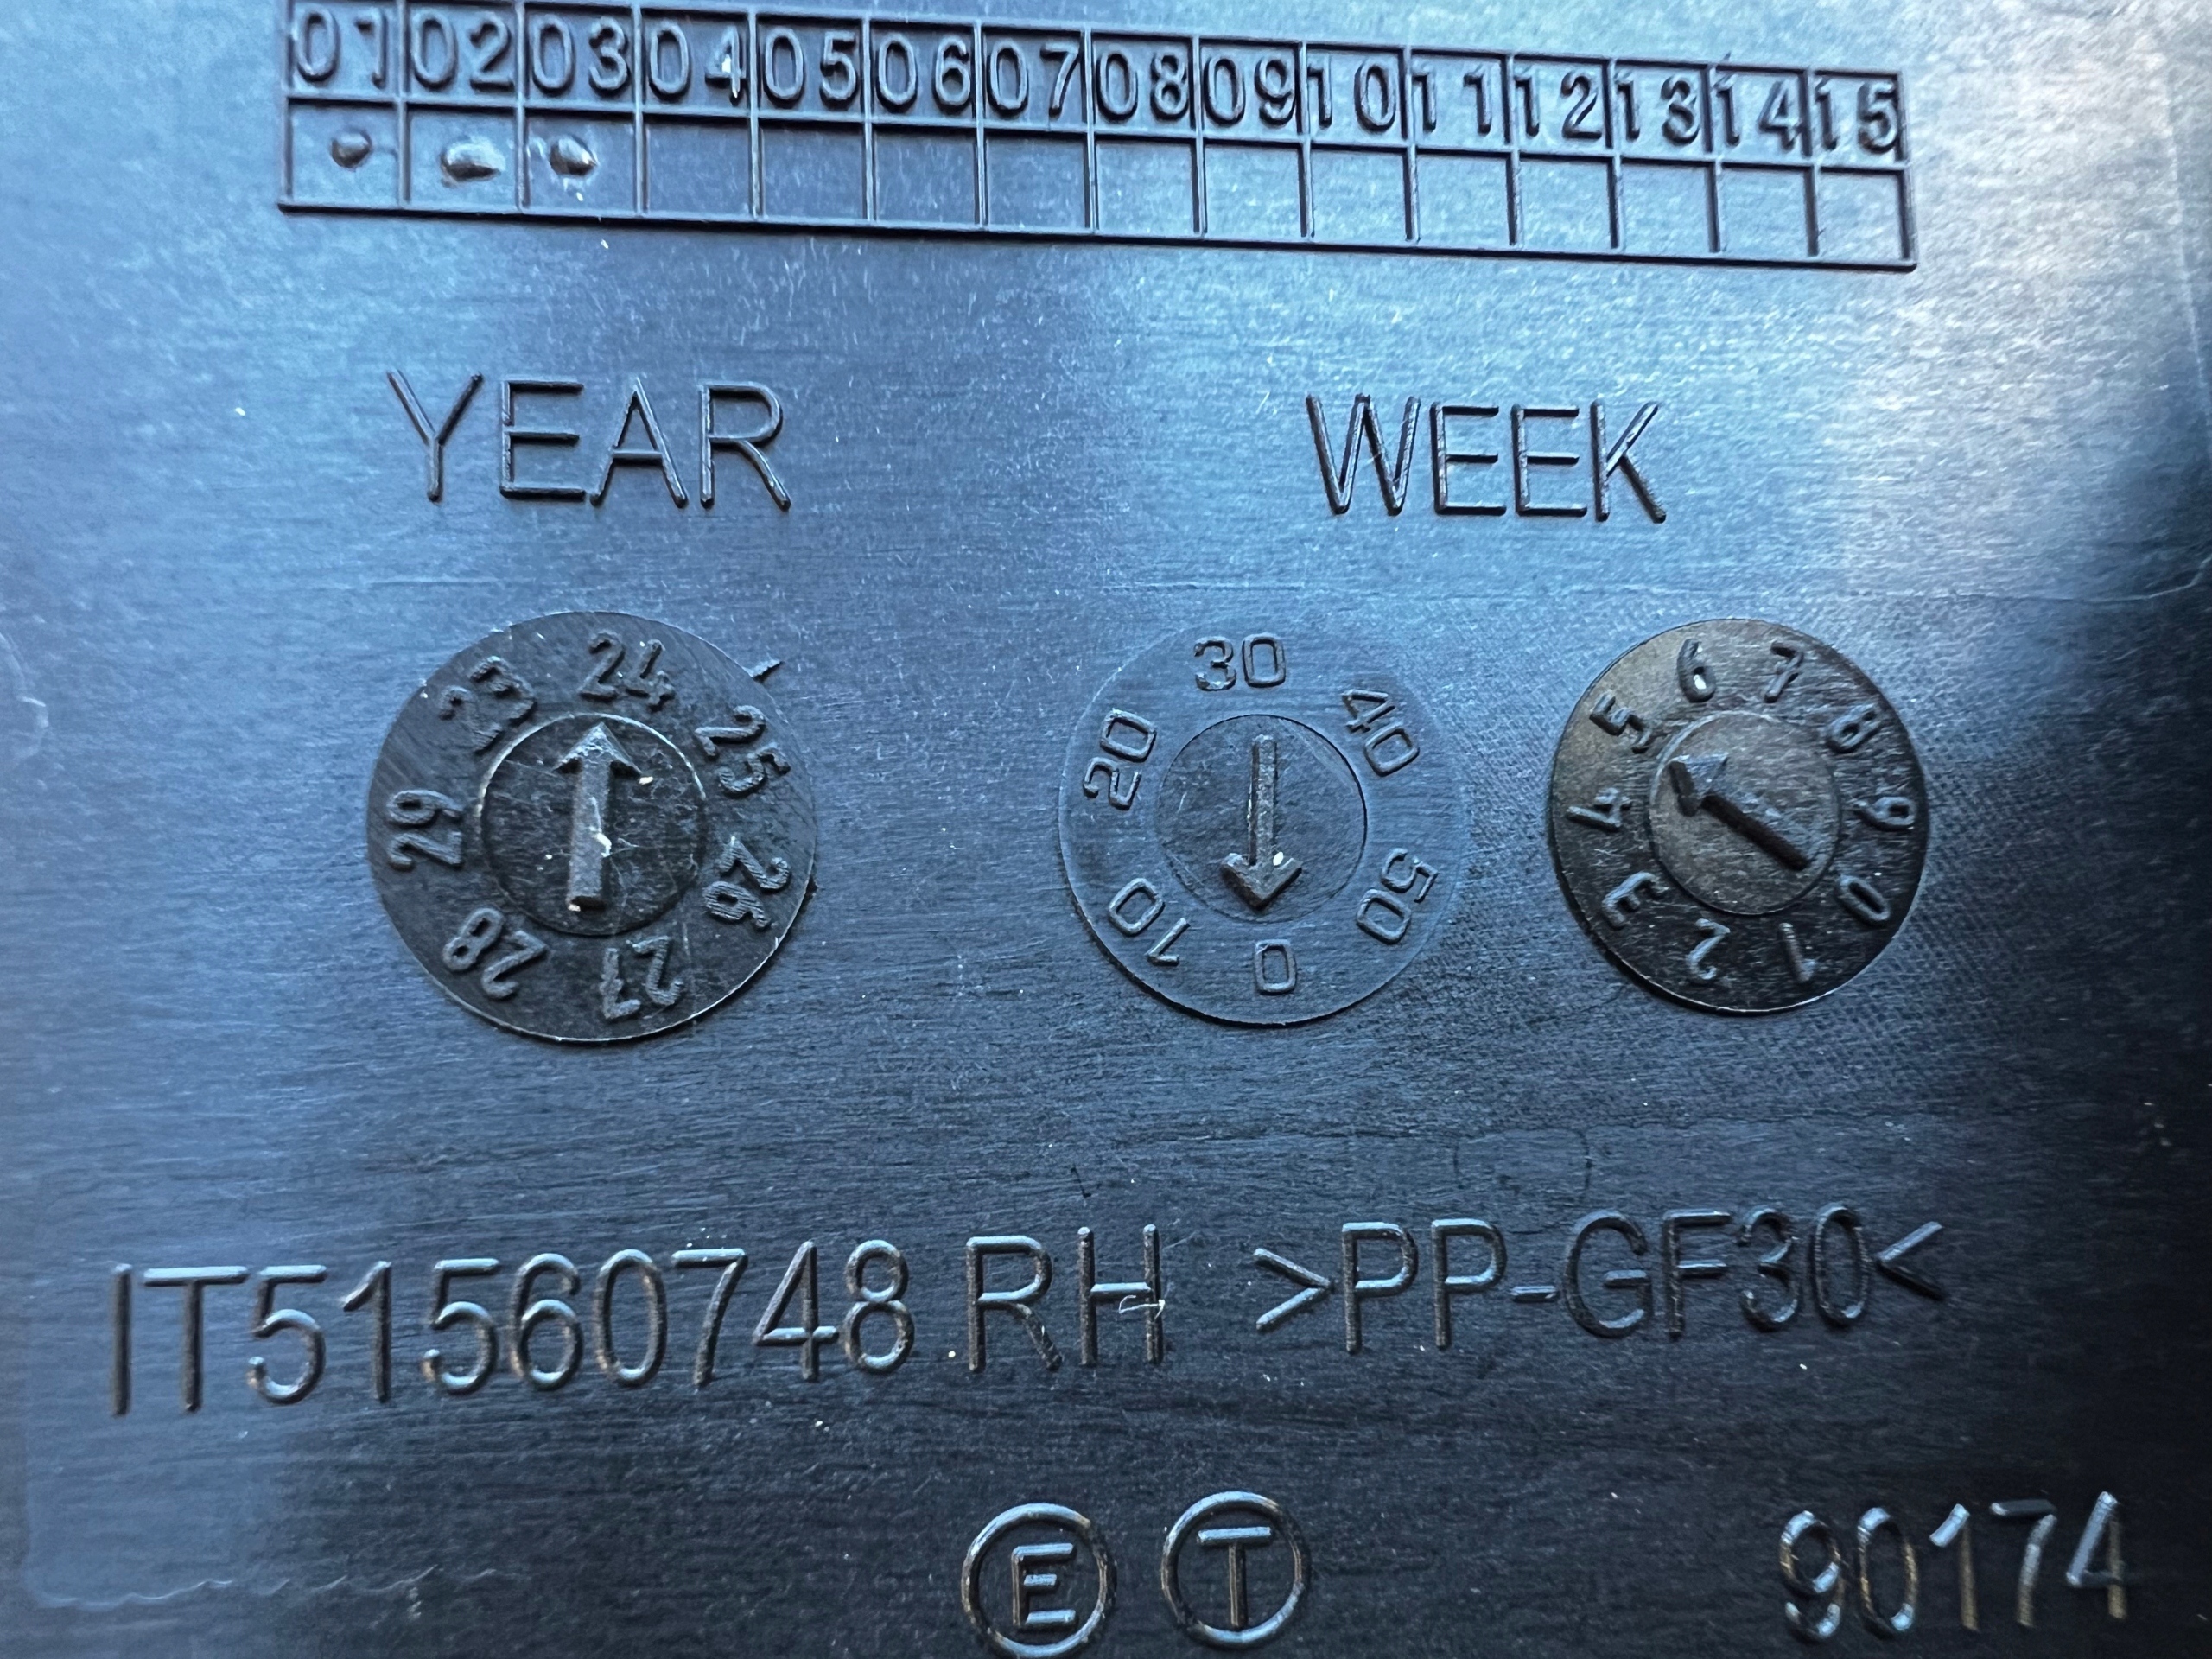 01 02 03 04 05 06 07 08 09 10 11 12 13 14 15
YEAR WEEK
23 24 25 26 27 28 29
0 10 20 30 40 50
0 1 2 3 4 5 6 7 8 9
IT51560748 RH >PP-GF30<
E T
90174